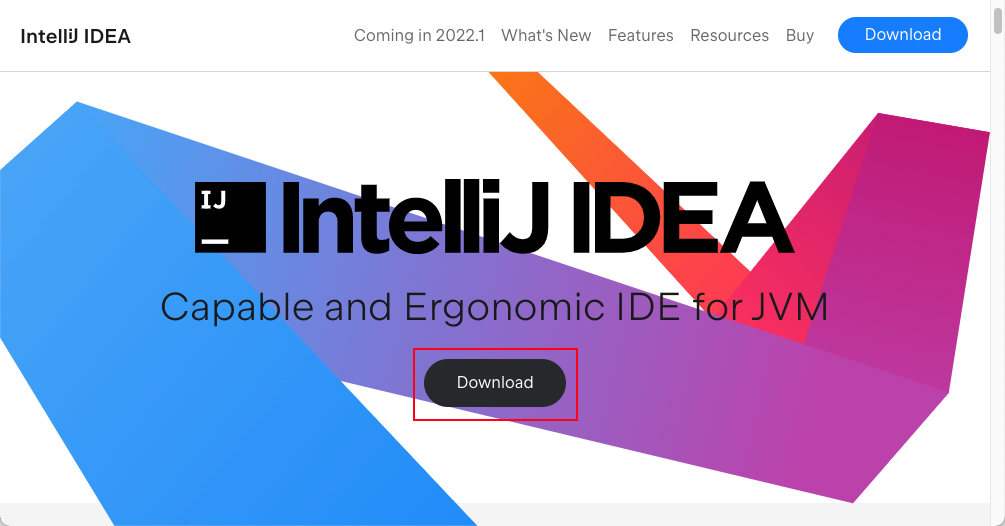 IntelliJ IDEA
Coming in 2022.1 What's New Features Resources Buy Download
IJ IntelliJ IDEA
Capable and Ergonomic IDE for JVM
Download